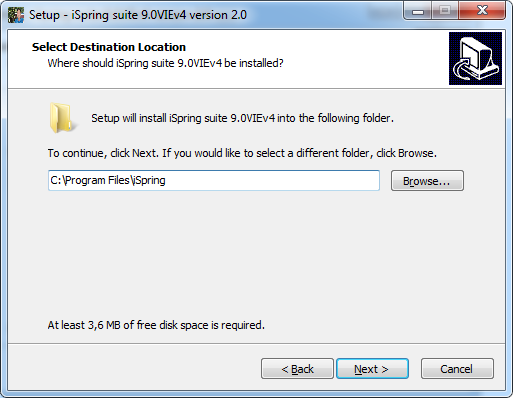 Setup - iSpring suite 9.0VIEv4 version 2.0
Select Destination Location
Where should iSpring suite 9.0VIEv4 be installed?
Setup will install iSpring suite 9.0VIEv4 into the following folder.
To continue, click Next. If you would like to select a different folder, click Browse.
C:\Program Files\iSpring
Browse...
At least 3,6 MB of free disk space is required.
< Back
Next >
Cancel